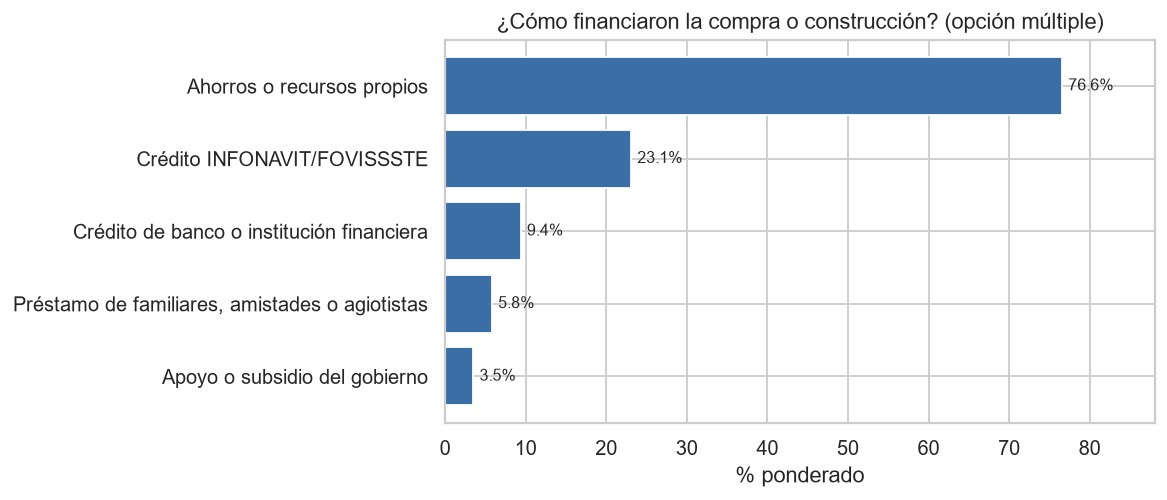 ¿Cómo financiaron la compra o construcción? (opción múltiple)
Ahorros o recursos propios
76.6%
Crédito INFONAVIT/FOVISSSTE
23.1%
Crédito de banco o institución financiera
9.4%
Préstamo de familiares, amistades o agiotistas
5.8%
Apoyo o subsidio del gobierno
3.5%
0 10 20 30 40 50 60 70 80
% ponderado